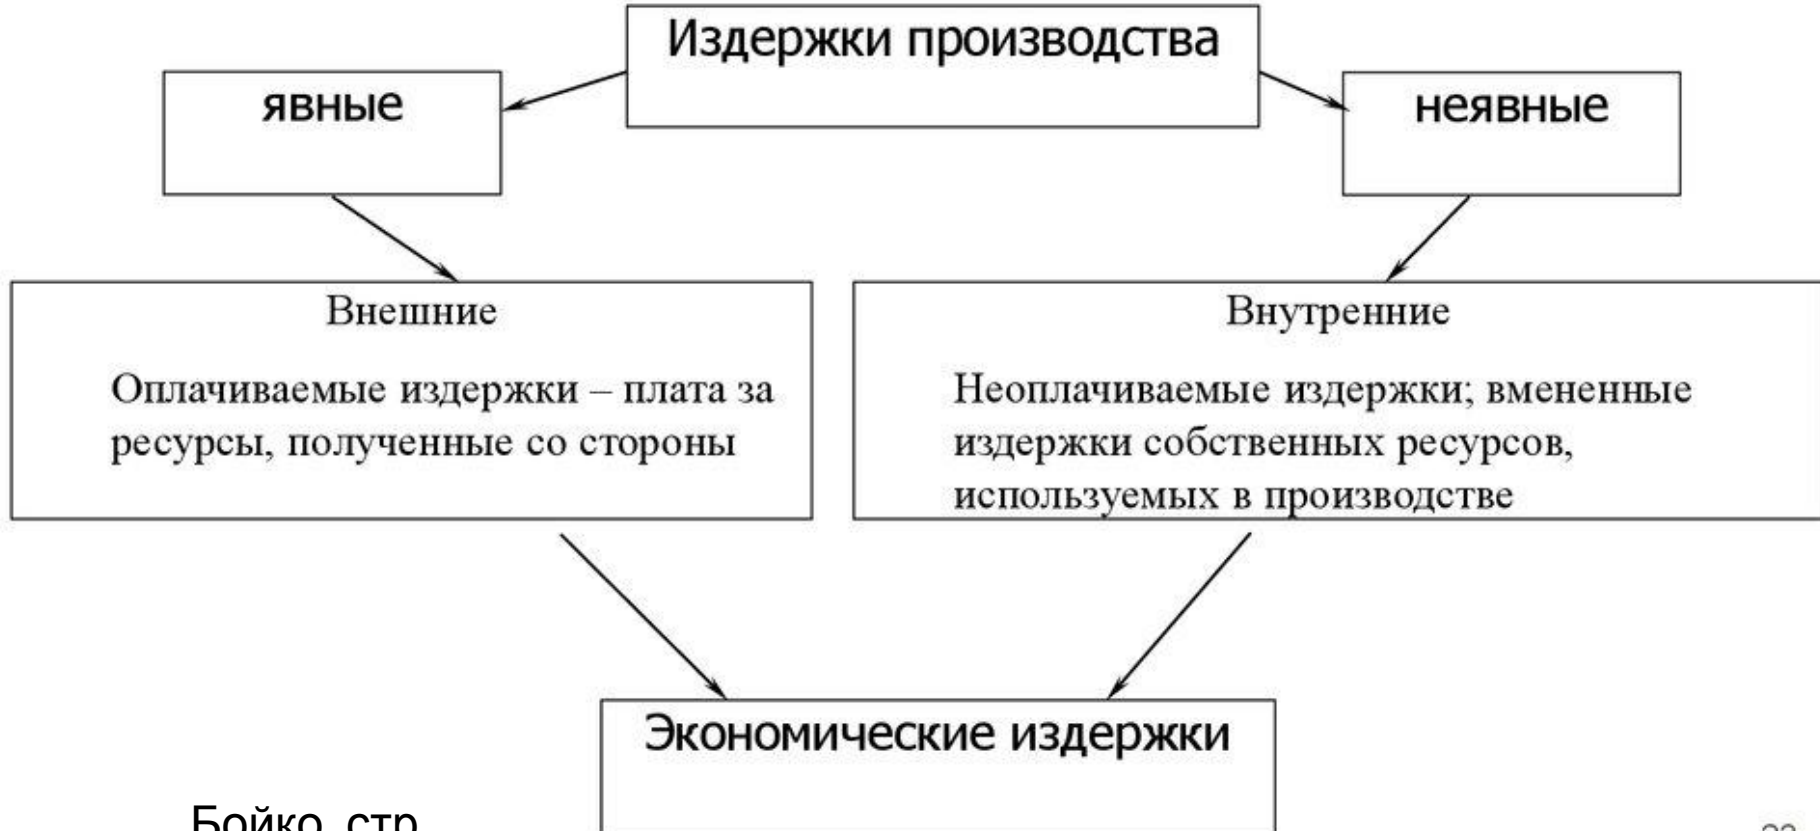 Издержки производства
явные
неявные
Внешние
Оплачиваемые издержки – плата за
ресурсы, полученные со стороны
Внутренние
Неоплачиваемые издержки; вмененные
издержки собственных ресурсов,
используемых в производстве
Экономические издержки
Бойко, стр